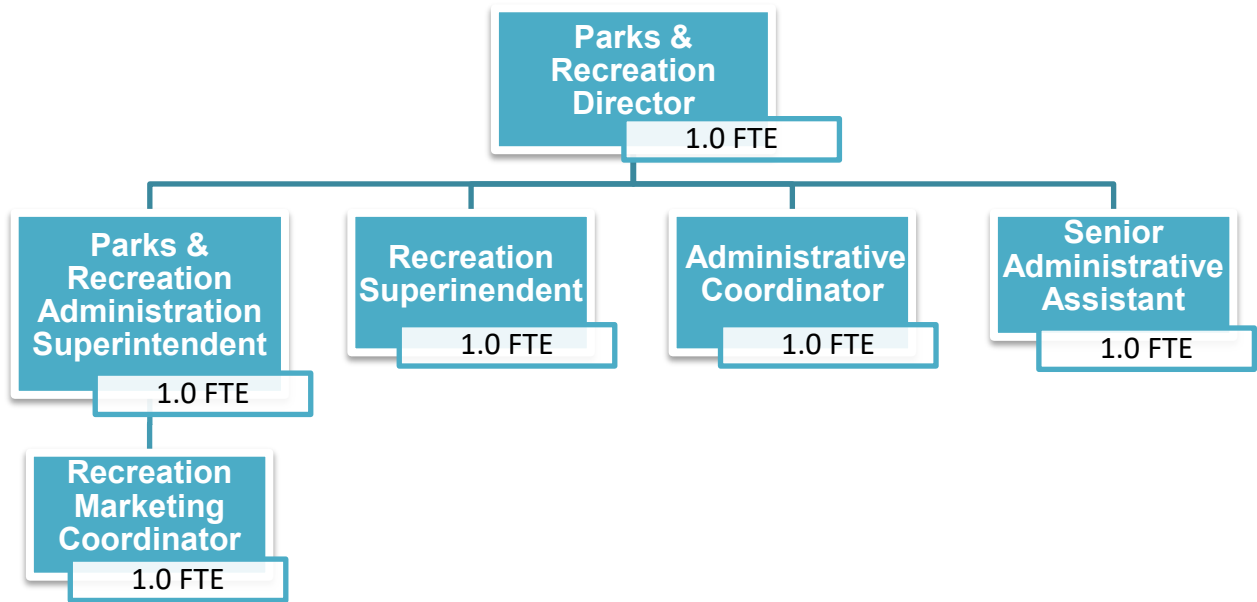 Parks &
Recreation
Director
1.0 FTE
Parks &
Recreation
Administration
Superintendent
1.0 FTE
Recreation
Superinendent
1.0 FTE
Administrative
Coordinator
1.0 FTE
Senior
Administrative
Assistant
1.0 FTE
Recreation
Marketing
Coordinator
1.0 FTE